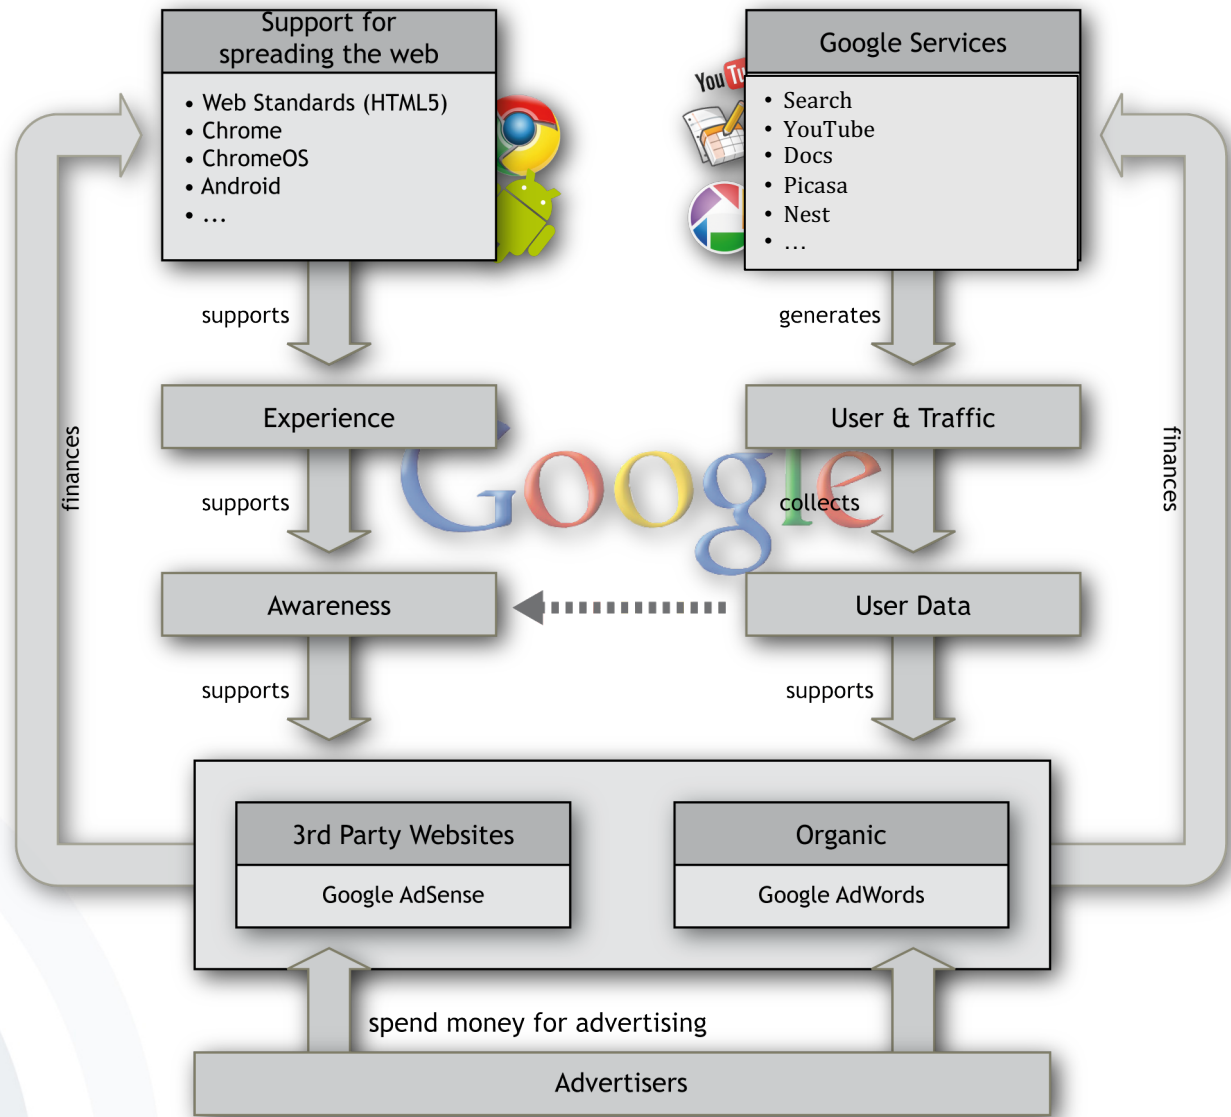 Support for
spreading the web
• Web Standards (HTML5)
• Chrome
• ChromeOS
• Android
• ...
Google Services
You Tu
• Search
• YouTube
• Docs
• Picasa
• Nest
• ...
supports
generates
Experience
User & Traffic
finances
finances
Google
supports
collects
Awareness
User Data
supports
supports
3rd Party Websites
Google AdSense
Organic
Google AdWords
spend money for advertising
Advertisers